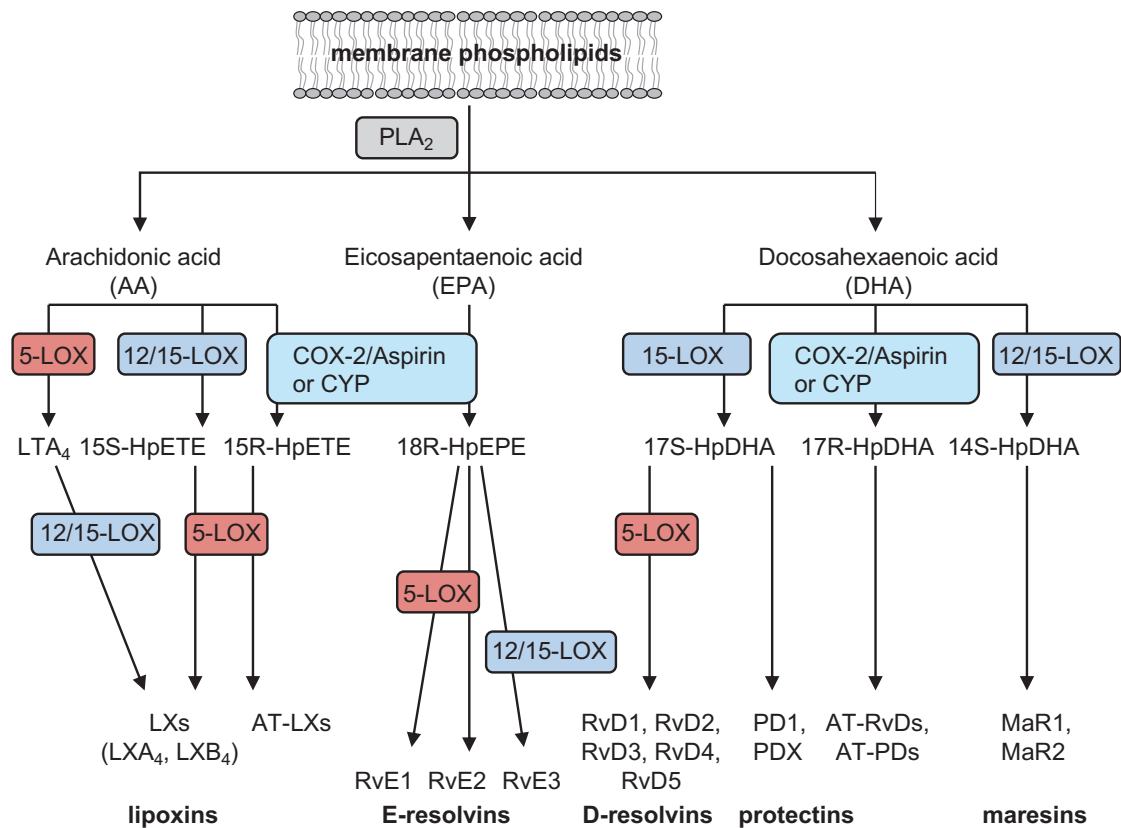 membrane phospholipids
PLA₂
Arachidonic acid
(AA)
Eicosapentaenoic acid
(EPA)
Docosahexaenoic acid
(DHA)
5-LOX
12/15-LOX
COX-2/Aspirin
or CYP
15-LOX
COX-2/Aspirin
or CYP
12/15-LOX
LTA₄
15S-HpETE
15R-HpETE
18R-HpEPE
17S-HpDHA
17R-HpDHA
14S-HpDHA
12/15-LOX
5-LOX
5-LOX
12/15-LOX
5-LOX
LXs
(LXA₄, LXB₄)
AT-LXs
RvE1
RvE2
RvE3
RvD1, RvD2,
RvD3, RvD4,
RvD5
PD1,
PDX
AT-RvDs,
AT-PDs
MaR1,
MaR2
lipoxins
E-resolvins
D-resolvins
protectins
maresins